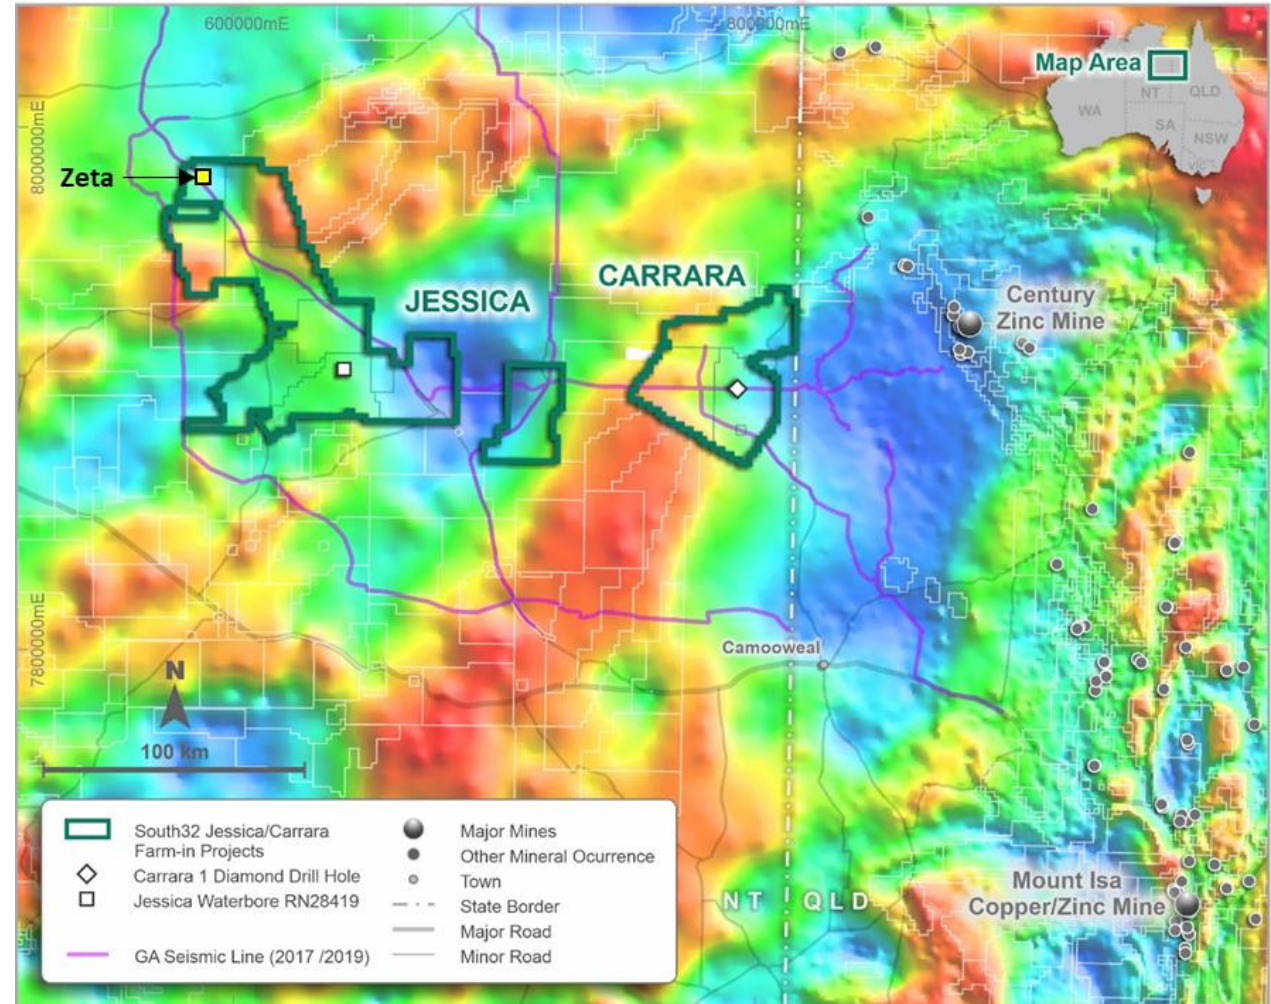 600000mE
800000mE
Map Area
NT
QLD
WA
SA
NSW
VIC
8000000mE
Zeta
CARRARA
JESSICA
Century
Zinc Mine
7800000mE
Camooweal
N
100 km
South32 Jessica/Carrara
Farm-in Projects
Carrara 1 Diamond Drill Hole
Jessica Waterbore RN28419
GA Seismic Line (2017 /2019)
Major Mines
Other Mineral Ocurrence
Town
State Border
Major Road
Minor Road
NT
QLD
Mount Isa
Copper/Zinc Mine